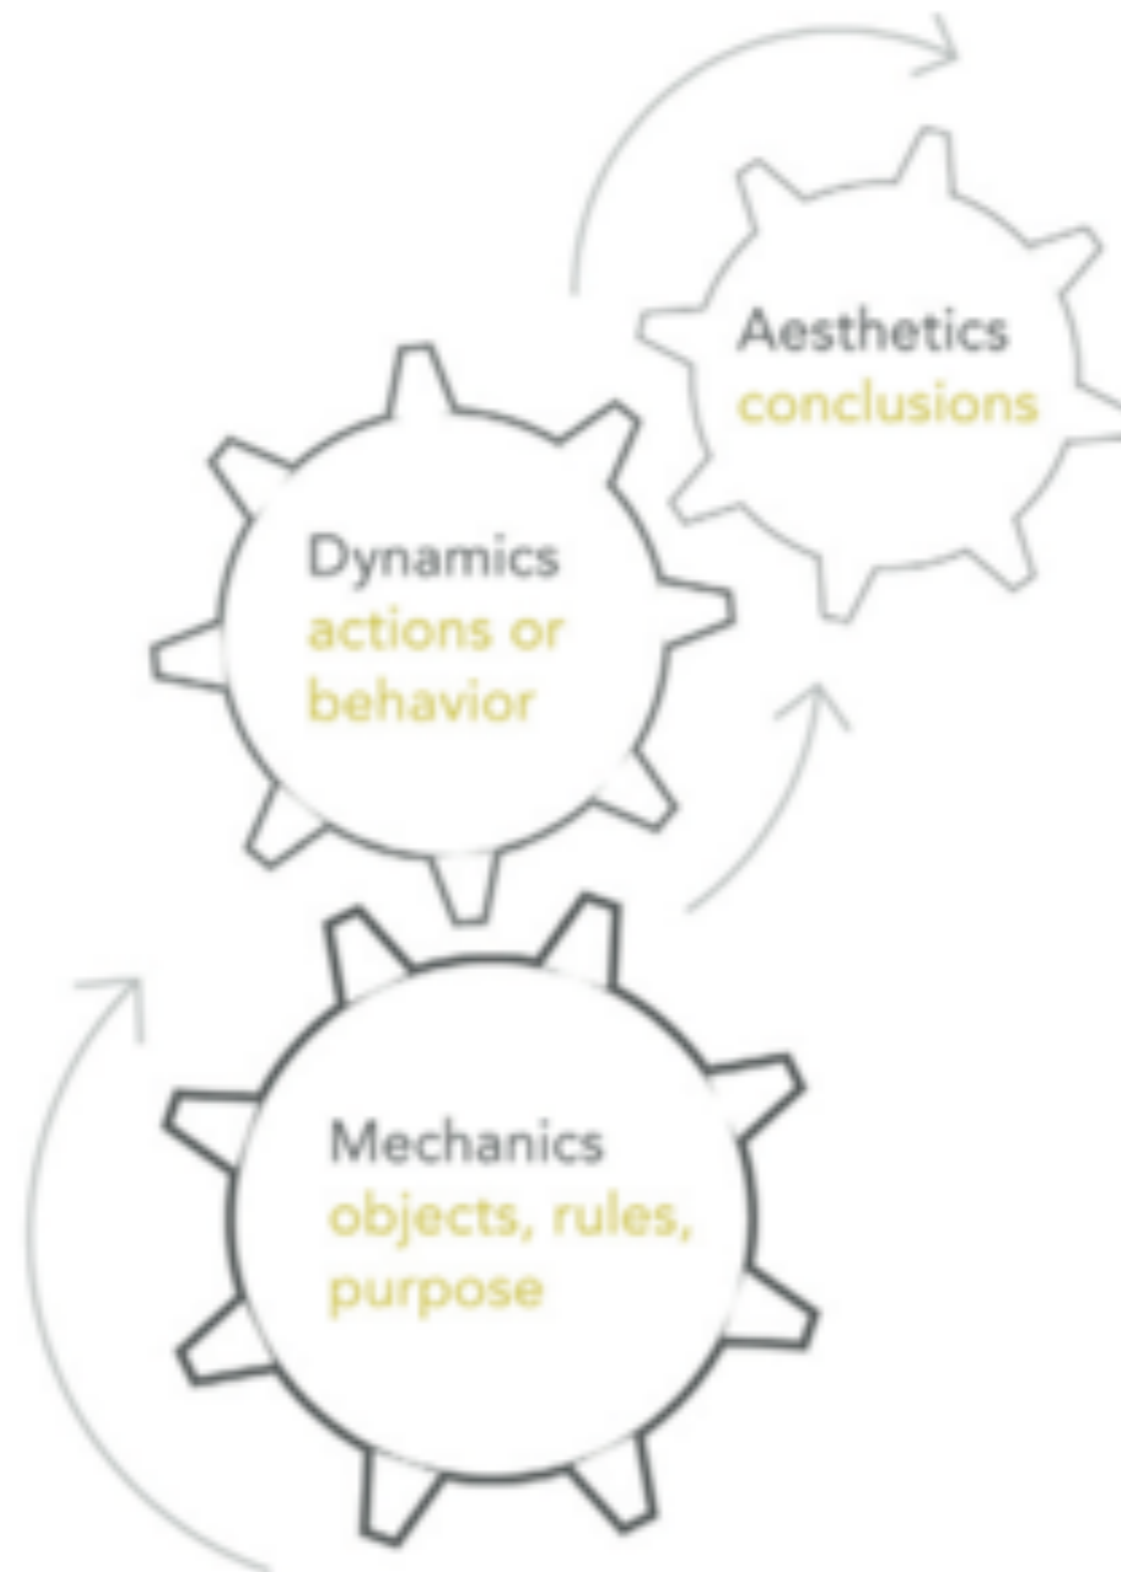 Aesthetics
conclusions
Dynamics
actions or
behavior
Mechanics
objects, rules,
purpose